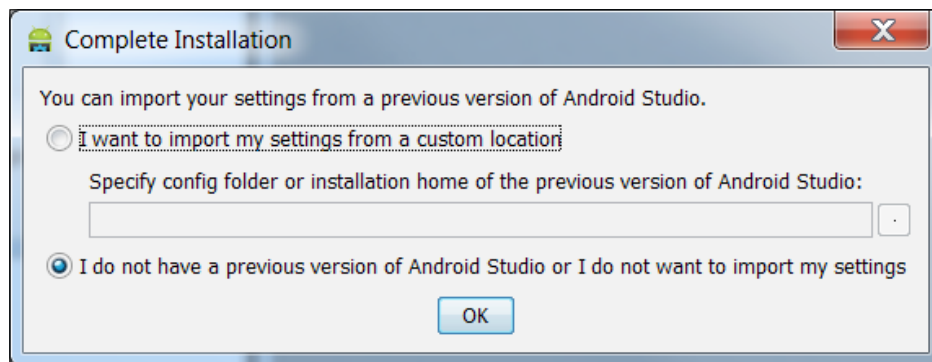 Complete Installation
You can import your settings from a previous version of Android Studio.
I want to import my settings from a custom location
Specify config folder or installation home of the previous version of Android Studio:
.
I do not have a previous version of Android Studio or I do not want to import my settings
OK